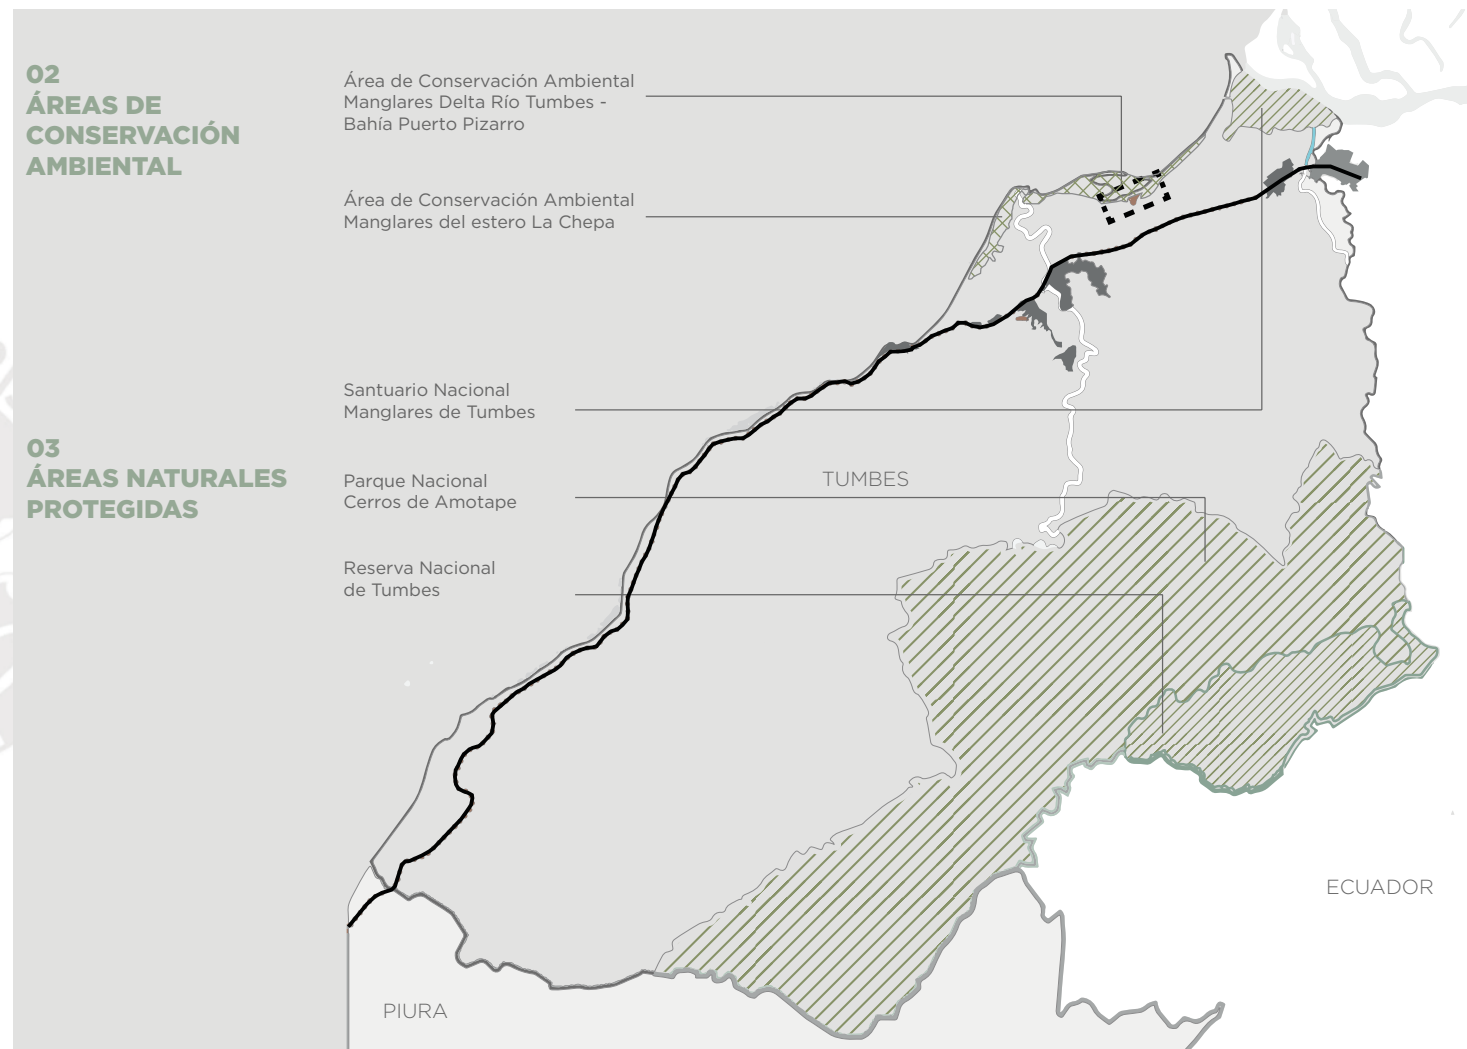 02
ÁREAS DE
CONSERVACIÓN
AMBIENTAL
Área de Conservación Ambiental
Manglares Delta Río Tumbes -
Bahía Puerto Pizarro
Área de Conservación Ambiental
Manglares del estero La Chepa
03
ÁREAS NATURALES
PROTEGIDAS
Santuario Nacional
Manglares de Tumbes
Parque Nacional
Cerros de Amotape
Reserva Nacional
de Tumbes
TUMBES
ECUADOR
PIURA